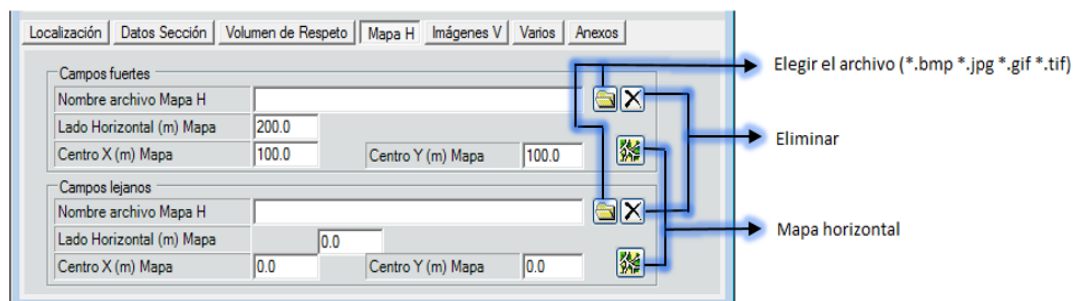 Localización Datos Sección Volumen de Respeto Mapa H Imágenes V Varios Anexos
Campos fuertes
Nombre archivo Mapa H
Lado Horizontal (m) Mapa 200.0
Centro X (m) Mapa 100.0 Centro Y (m) Mapa 100.0
Campos lejanos
Nombre archivo Mapa H
Lado Horizontal (m) Mapa 0.0
Centro X (m) Mapa 0.0 Centro Y (m) Mapa 0.0
Elegir el archivo (*.bmp *.jpg *.gif *.tif)
Eliminar
Mapa horizontal